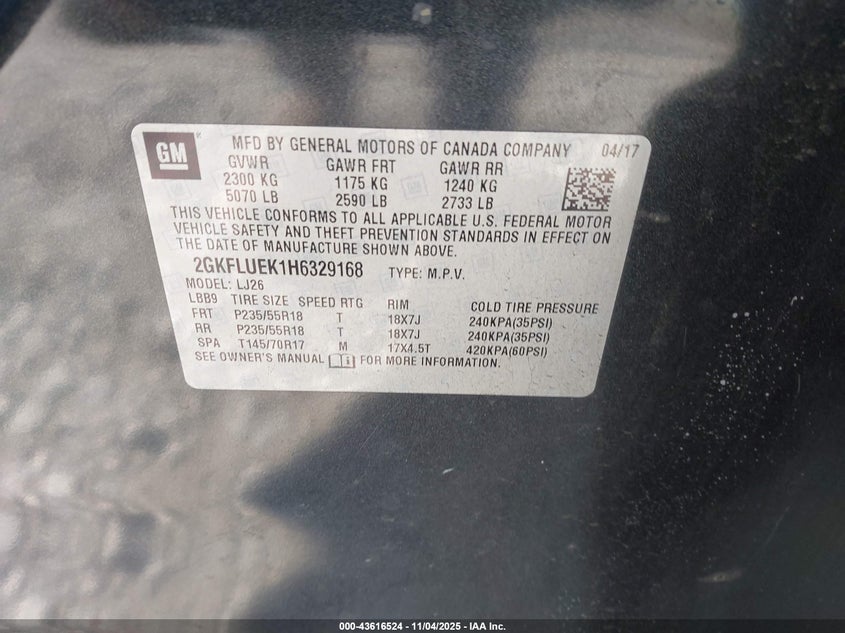 GM
MFD BY GENERAL MOTORS OF CANADA COMPANY 04/17
GVWR GAWR FRT GAWR RR
2300 KG 1175 KG 1240 KG
5070 LB 2590 LB 2733 LB
THIS VEHICLE CONFORMS TO ALL APPLICABLE U.S. FEDERAL MOTOR
VEHICLE SAFETY AND THEFT PREVENTION STANDARDS IN EFFECT ON
THE DATE OF MANUFACTURE SHOWN ABOVE.
2GKFLUEK1H6329168 TYPE: M.P.V.
MODEL: LJ26
LBB9 TIRE SIZE SPEED RTG RIM COLD TIRE PRESSURE
FRT P235/55R18 T 18X7J 240KPA(35PSI)
RR P235/55R18 T 18X7J 240KPA(35PSI)
SPA T145/70R17 M 17X4.5T 420KPA(60PSI)
SEE OWNER'S MANUAL FOR MORE INFORMATION.
000-43616524 - 11/04/2025 - IAA Inc.